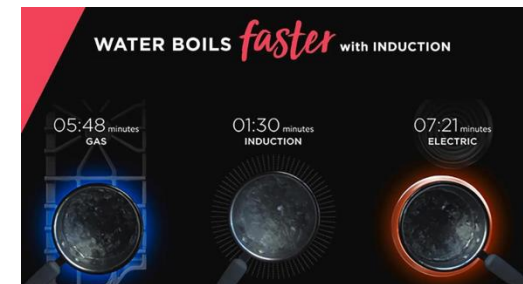 WATER BOILS faster with INDUCTION
05:48 minutes
GAS
01:30 minutes
INDUCTION
07:21 minutes
ELECTRIC